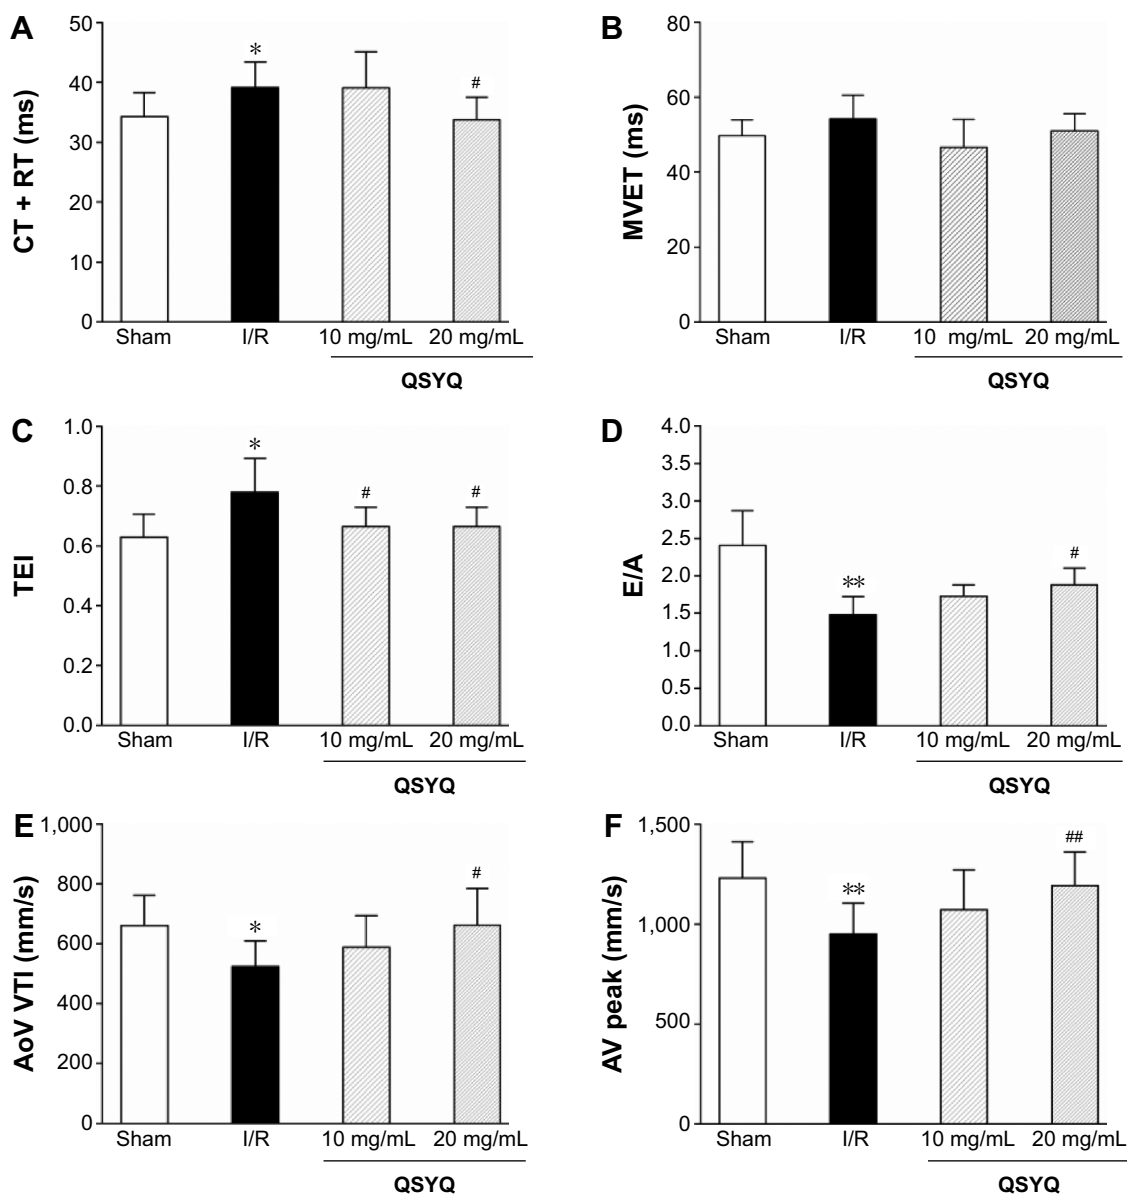 A
CT + RT (ms)
50
40
30
20
10
0
*
#
Sham I/R 10 mg/mL 20 mg/mL
QSYQ
B
MVET (ms)
80
60
40
20
0
Sham I/R 10 mg/mL 20 mg/mL
QSYQ
C
TEI
1.0
0.8
0.6
0.4
0.2
0.0
*
#
#
Sham I/R 10 mg/mL 20 mg/mL
QSYQ
D
E/A
4.0
3.5
3.0
2.5
2.0
1.5
1.0
0.5
0.0
**
#
Sham I/R 10 mg/mL 20 mg/mL
QSYQ
E
AoV VTI (mm/s)
1,000
800
600
400
200
0
*
#
Sham I/R 10 mg/mL 20 mg/mL
QSYQ
F
AV peak (mm/s)
1,500
1,000
500
0
**
##
Sham I/R 10 mg/mL 20 mg/mL
QSYQ